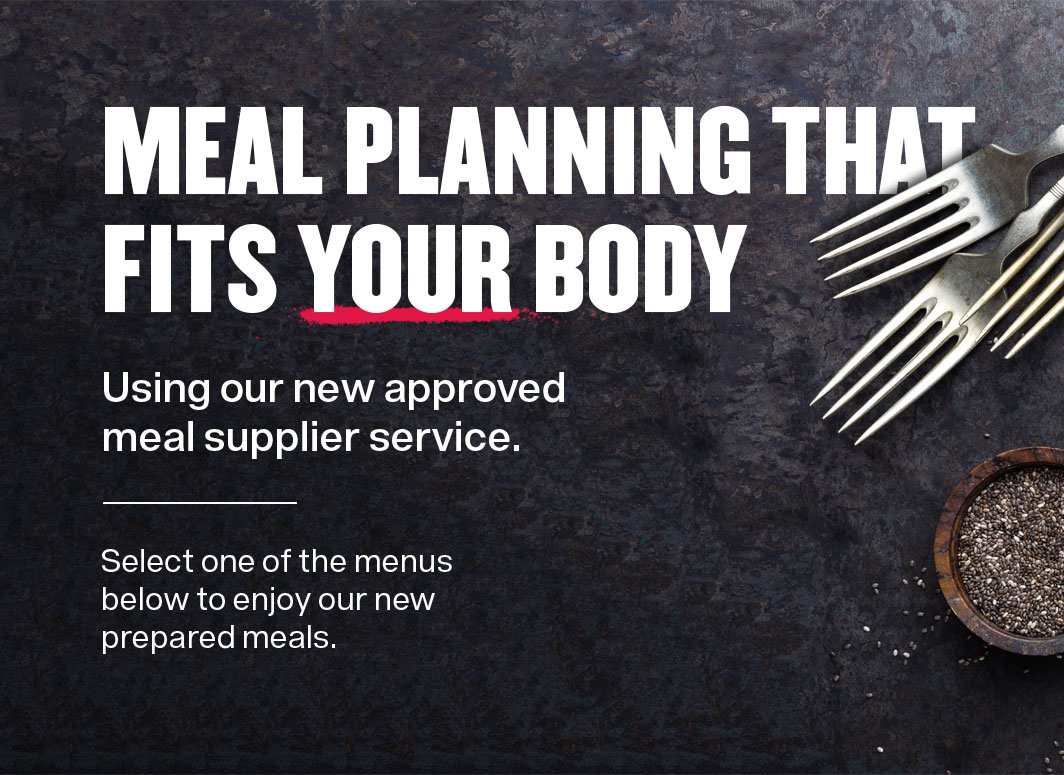 MEAL PLANNING THAT
FITS YOUR BODY
Using our new approved
meal supplier service.
Select one of the menus
below to enjoy our new
prepared meals.